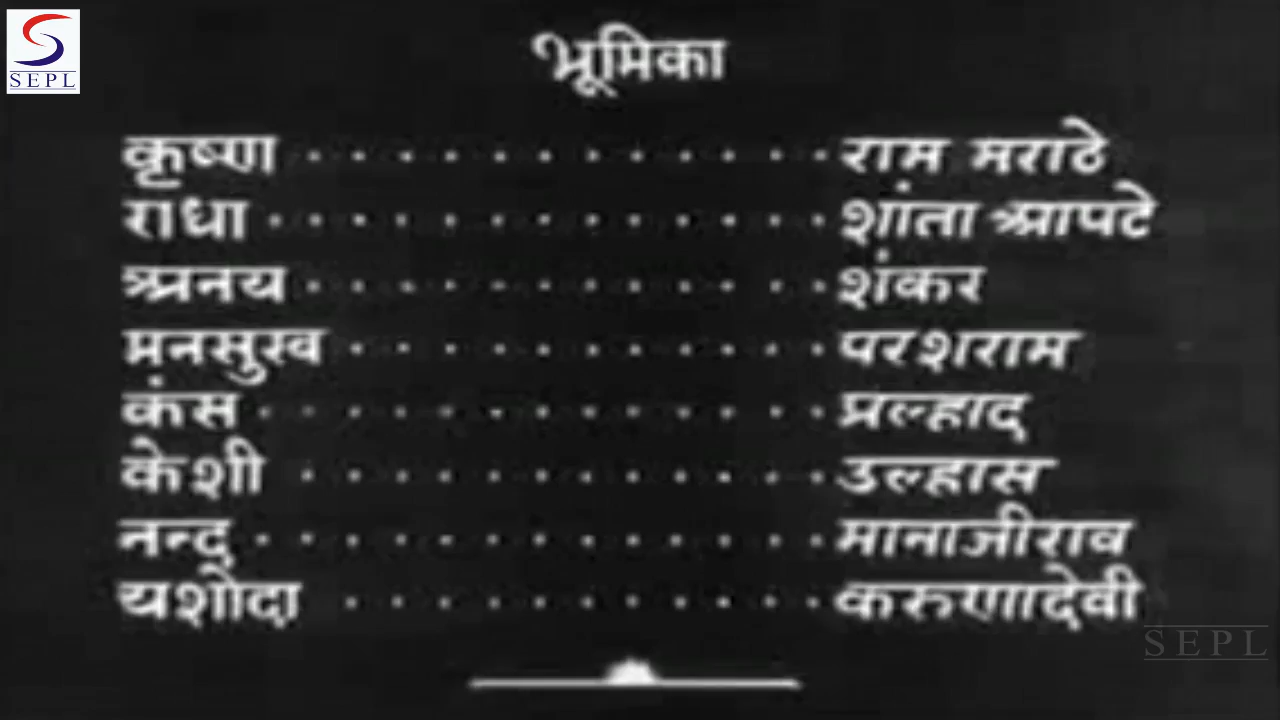 SEPL
भूमिका
कृष्ण . . . . . . . . . . . . राम मराठे
राधा . . . . . . . . . . . . . शांता आपटे
अनय . . . . . . . . . . . . शंकर
मनसुख . . . . . . . . . . . परशराम
कंस . . . . . . . . . . . . . प्रल्हाद
केशी . . . . . . . . . . . . उल्हास
नन्द . . . . . . . . . . . . . मानाजीराव
यशोदा . . . . . . . . . . . करुणादेवी
SEPL